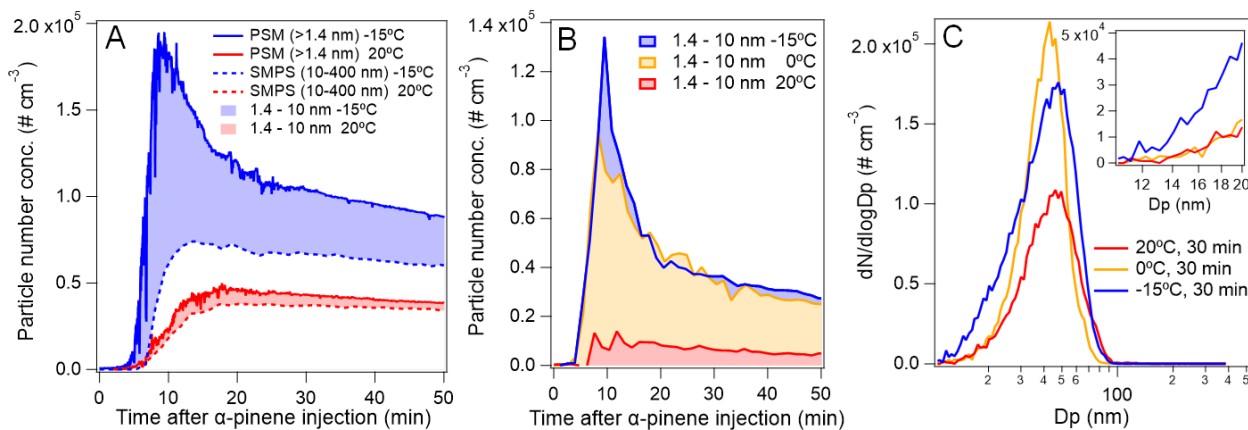 A
PSM (>1.4 nm) -15ºC
PSM (>1.4 nm) 20ºC
SMPS (10-400 nm) -15ºC
SMPS (10-400 nm) 20ºC
1.4 - 10 nm -15ºC
1.4 - 10 nm 20ºC
Particle number conc. (# cm⁻³)
2.0 x10⁵
1.5
1.0
0.5
0.0
0 10 20 30 40 50
Time after α-pinene injection (min)
B
1.4 - 10 nm -15ºC
1.4 - 10 nm 0ºC
1.4 - 10 nm 20ºC
Particle number conc. (# cm⁻³)
1.4 x10⁵
1.2
1.0
0.8
0.6
0.4
0.2
0.0
0 10 20 30 40 50
Time after α-pinene injection (min)
C
dN/dlogDp (# cm⁻³)
2.0 x10⁵
1.5
1.0
0.5
0.0
2 3 4 5 6 8 100 2 3 4 5
Dp (nm)
5 x10⁴
4
3
2
1
0
12 14 16 18 20
Dp (nm)
20ºC, 30 min
0ºC, 30 min
-15ºC, 30 min